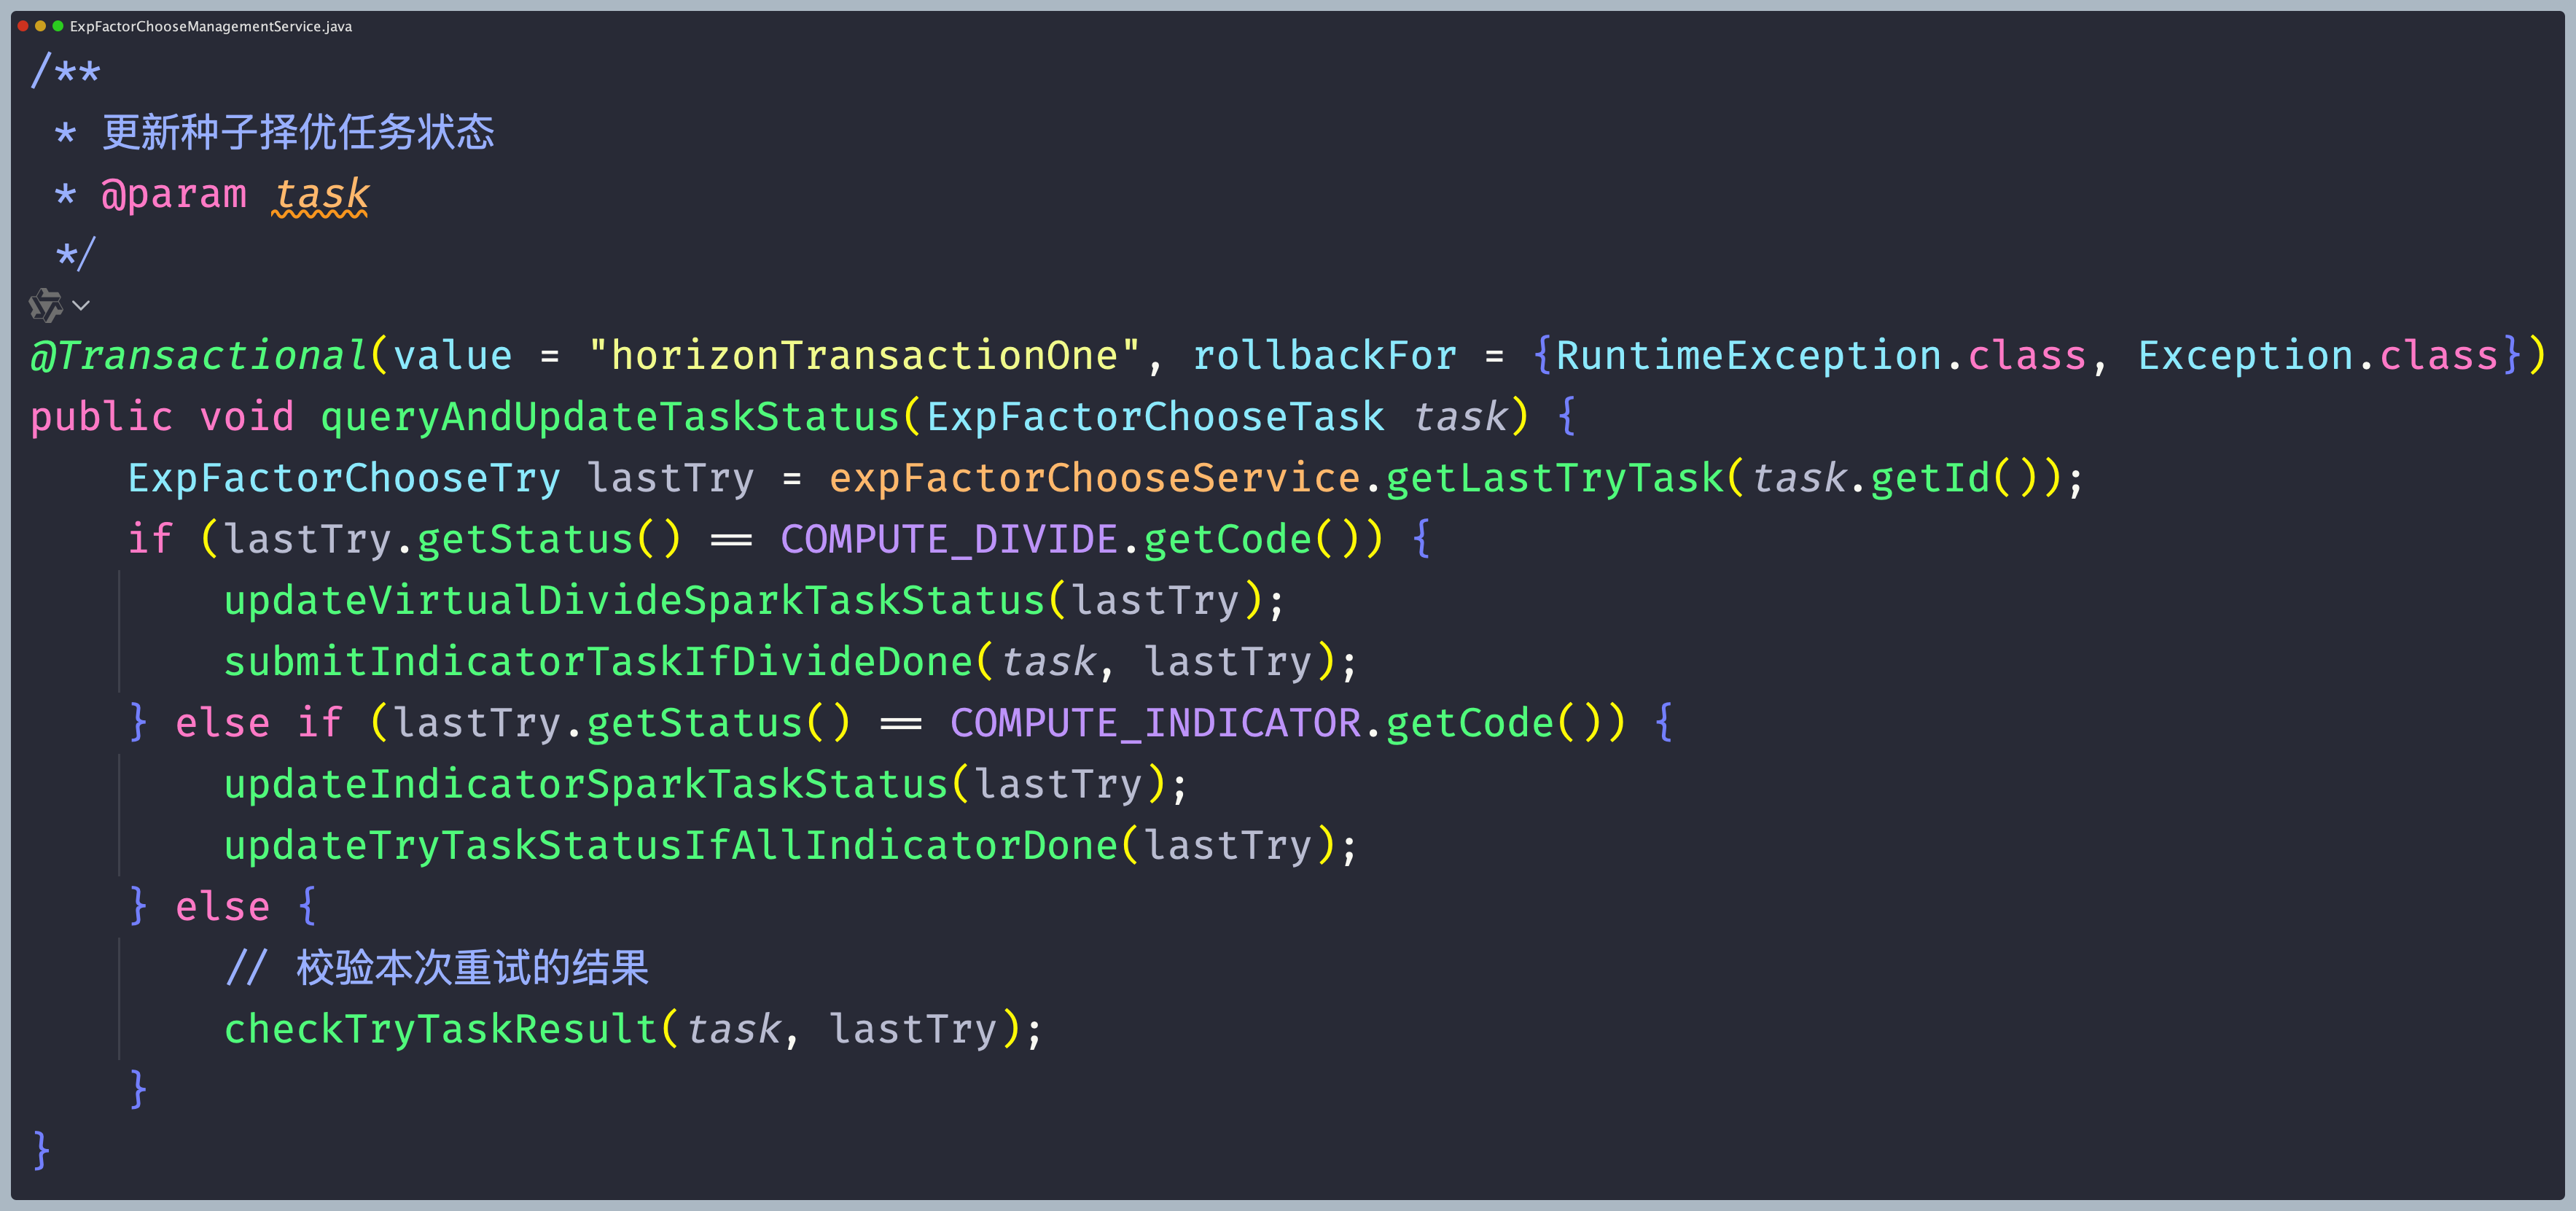 ExpFactorChooseManagementService.java
/**
 * 更新种子择优任务状态
 * @param task
 */
@Transactional(value = "horizonTransactionOne", rollbackFor = {RuntimeException.class, Exception.class})
public void queryAndUpdateTaskStatus(ExpFactorChooseTask task) {
    ExpFactorChooseTry lastTry = expFactorChooseService.getLastTryTask(task.getId());
    if (lastTry.getStatus() == COMPUTE_DIVIDE.getCode()) {
        updateVirtualDivideSparkTaskStatus(lastTry);
        submitIndicatorTaskIfDivideDone(task, lastTry);
    } else if (lastTry.getStatus() == COMPUTE_INDICATOR.getCode()) {
        updateIndicatorSparkTaskStatus(lastTry);
        updateTryTaskStatusIfAllIndicatorDone(lastTry);
    } else {
        // 校验本次重试的结果
        checkTryTaskResult(task, lastTry);
    }
}